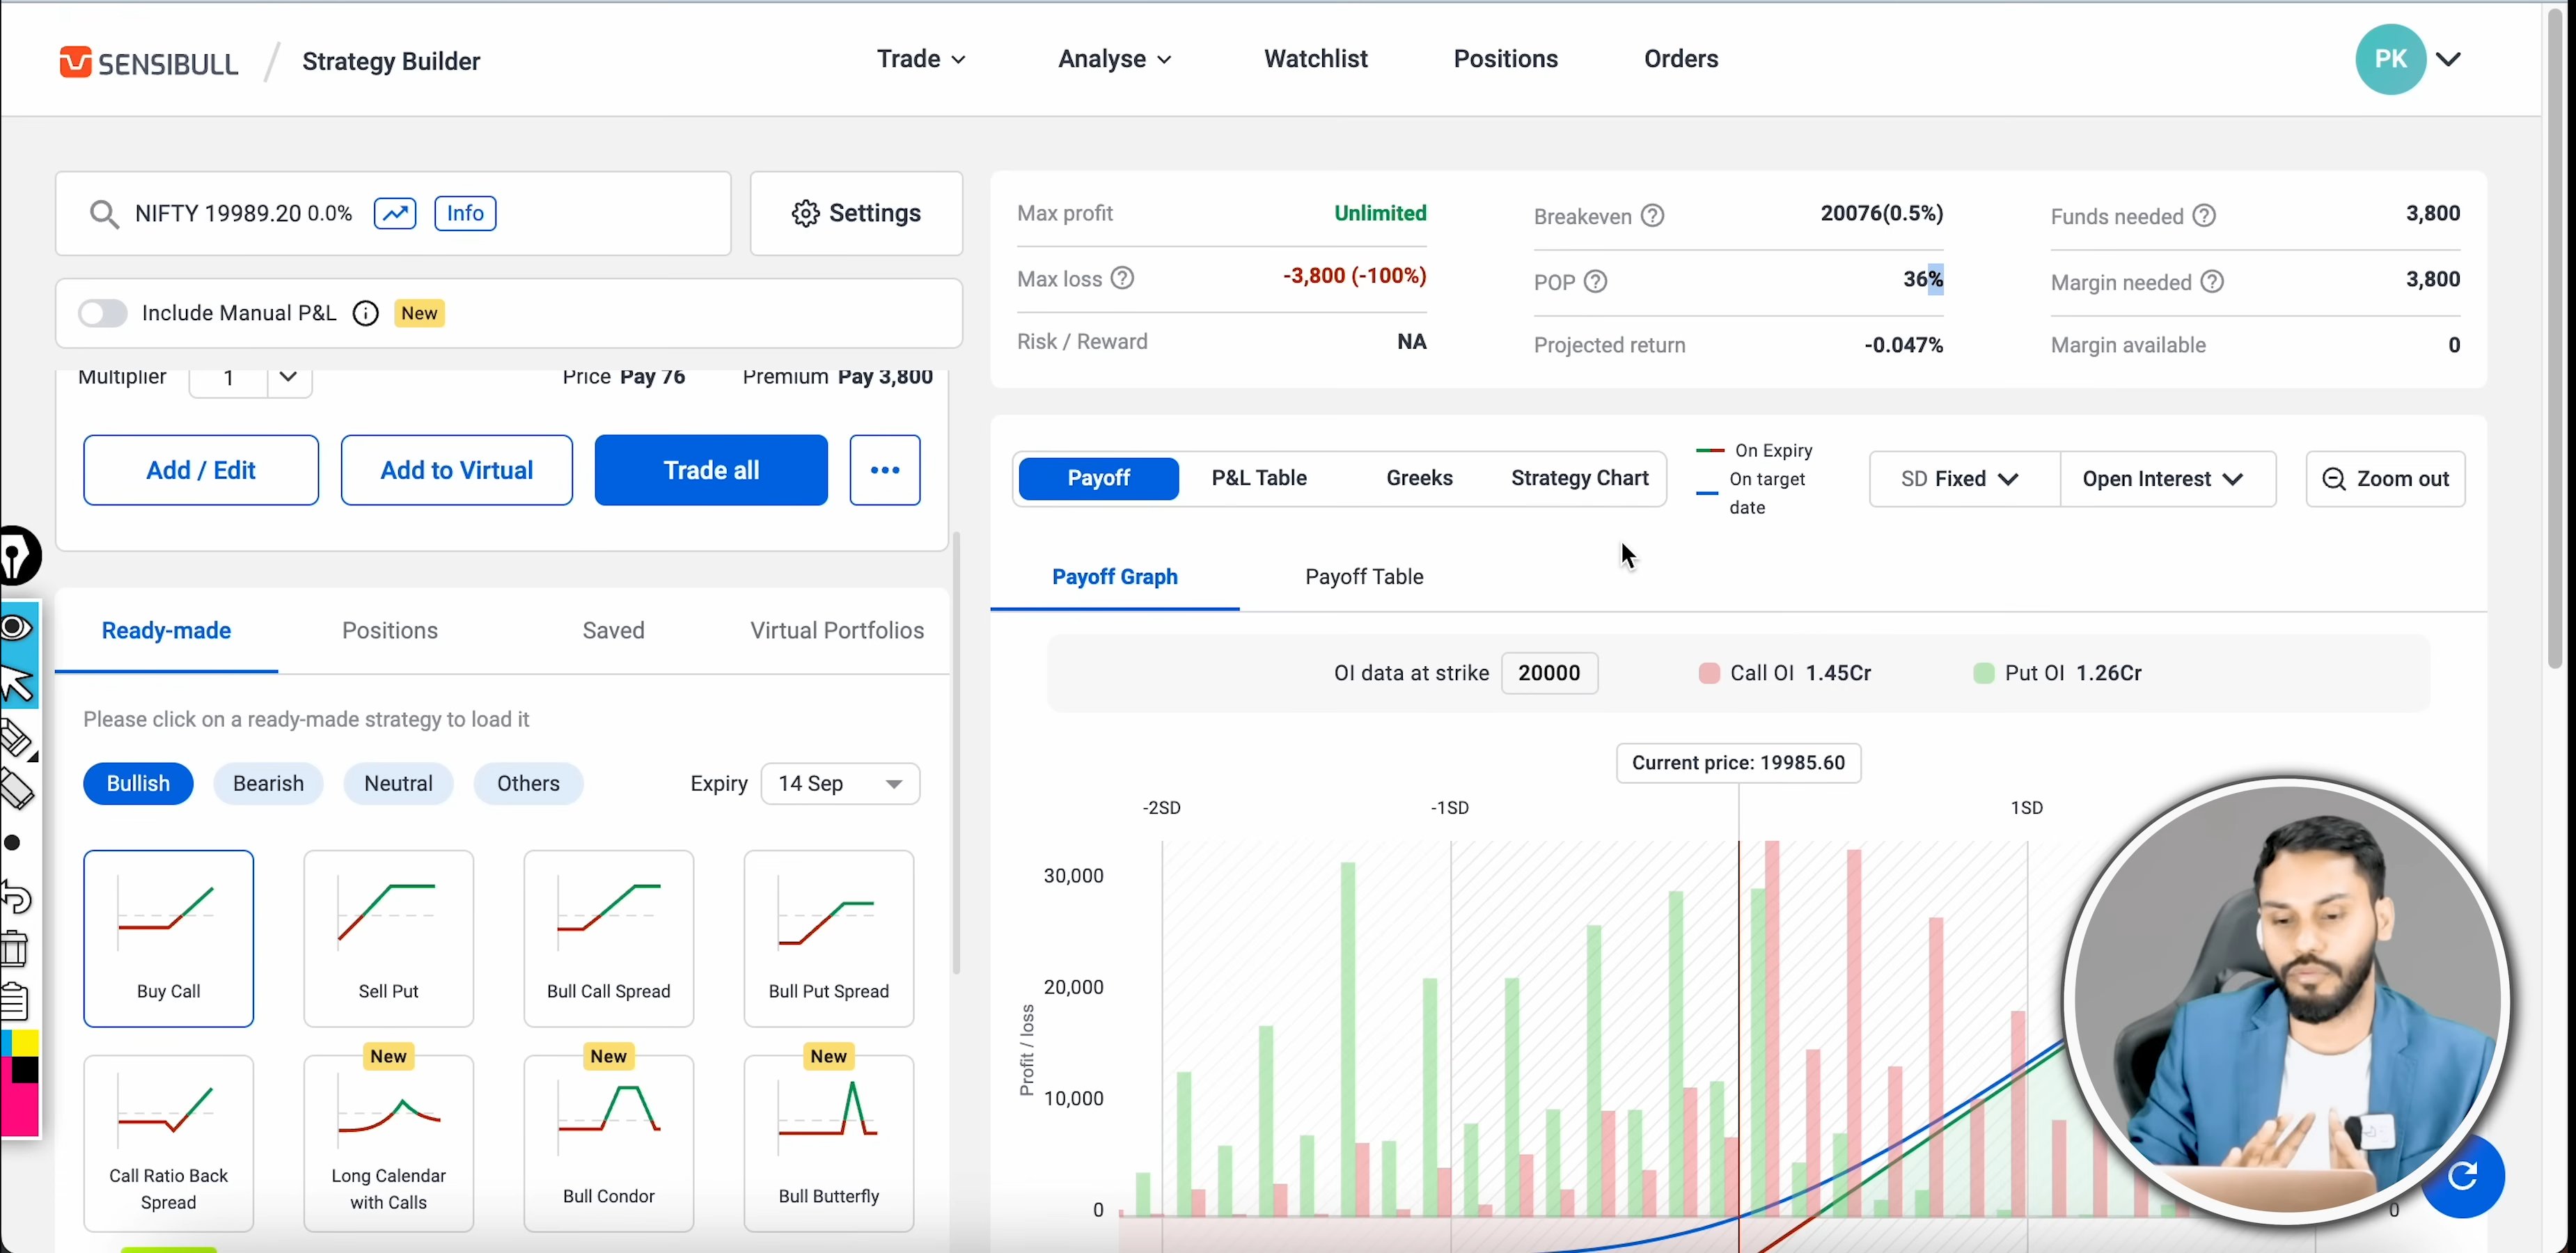 SENSIBULL / Strategy Builder
Trade
Analyse
Watchlist
Positions
Orders
PK
NIFTY 19989.20 0.0%
Info
Settings
Include Manual P&L
New
Multiplier 1
Price Pay 76
Premium Pay 3,800
Add / Edit
Add to Virtual
Trade all
Ready-made
Positions
Saved
Virtual Portfolios
Please click on a ready-made strategy to load it
Bullish
Bearish
Neutral
Others
Expiry 14 Sep
Buy Call
Sell Put
Bull Call Spread
Bull Put Spread
New
New
New
Call Ratio Back
Spread
Long Calendar
with Calls
Bull Condor
Bull Butterfly
Max profit Unlimited
Max loss -3,800 (-100%)
Risk / Reward NA
Breakeven 20076(0.5%)
POP 36%
Projected return -0.047%
Funds needed 3,800
Margin needed 3,800
Margin available 0
Payoff
P&L Table
Greeks
Strategy Chart
On Expiry
On target
date
SD Fixed
Open Interest
Zoom out
Payoff Graph
Payoff Table
OI data at strike 20000
Call OI 1.45Cr
Put OI 1.26Cr
Current price: 19985.60
-2SD
-1SD
1SD
30,000
20,000
10,000
0
Profit / loss
0